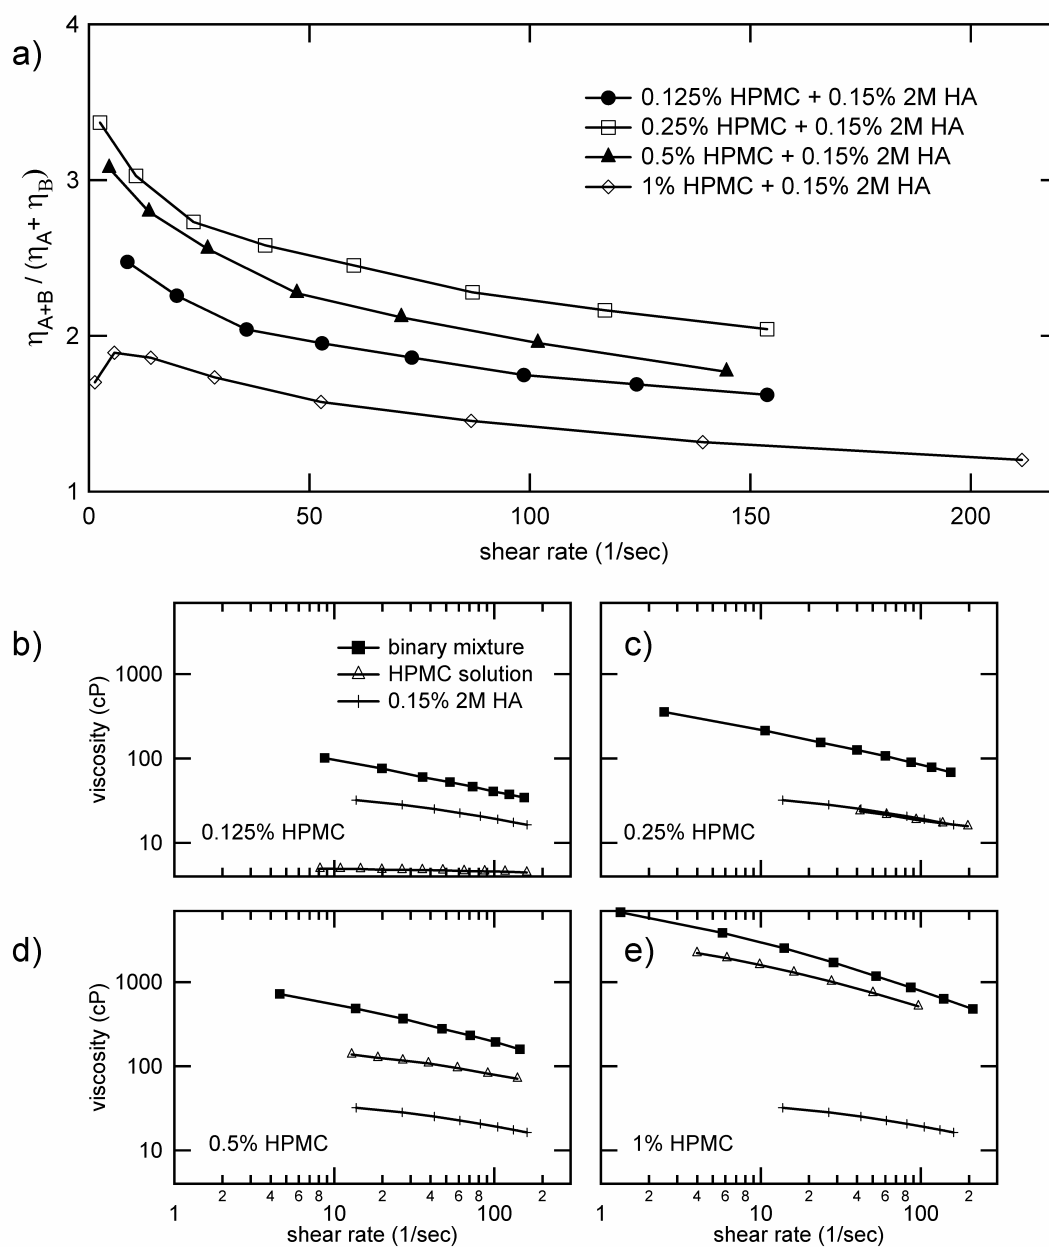 a)
4
3
2
1
η_A+B / (η_A + η_B)
0.125% HPMC + 0.15% 2M HA
0.25% HPMC + 0.15% 2M HA
0.5% HPMC + 0.15% 2M HA
1% HPMC + 0.15% 2M HA
0 50 100 150 200
shear rate (1/sec)
b)
binary mixture
HPMC solution
0.15% 2M HA
1000
100
10
viscosity (cP)
0.125% HPMC
c)
0.25% HPMC
d)
1000
100
10
viscosity (cP)
0.5% HPMC
2 6 8 2 4 6 8 2
1 10 100
shear rate (1/sec)
e)
1% HPMC
2 4 6 8 2 4 6 8 2
1 10 100
shear rate (1/sec)